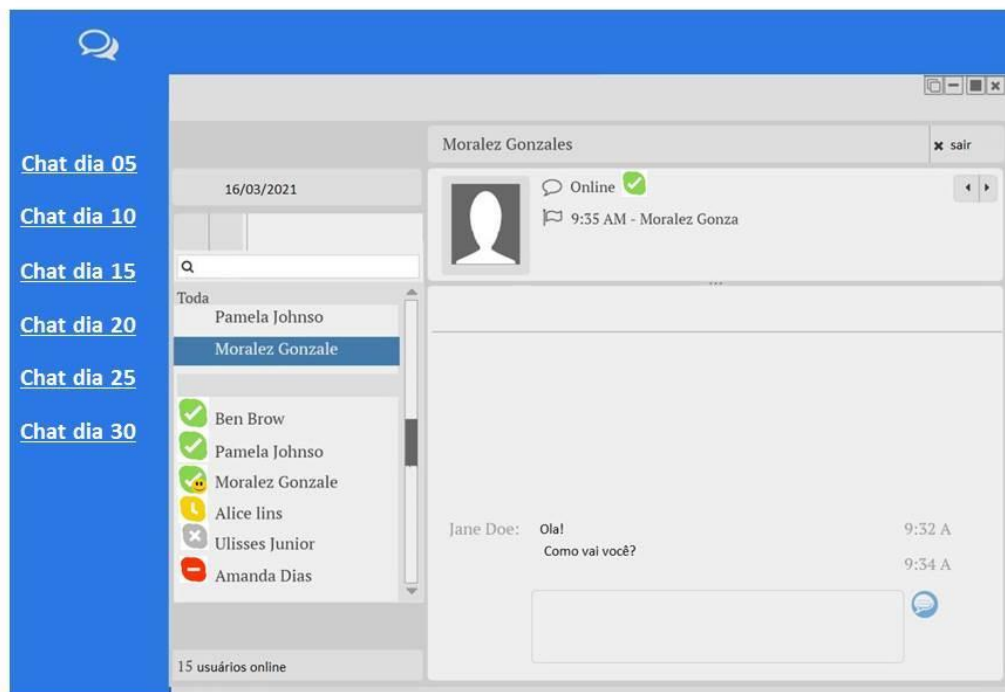 Chat dia 05
Chat dia 10
Chat dia 15
Chat dia 20
Chat dia 25
Chat dia 30
16/03/2021
Toda
Pamela Johnso
Moralez Gonzale
Ben Brow
Pamela Johnso
Moralez Gonzale
Alice lins
Ulisses Junior
Amanda Dias
15 usuários online
Moralez Gonzales
sair
Online
9:35 AM - Moralez Gonza
Jane Doe: Ola! 9:32 A
Como vai você?
9:34 A